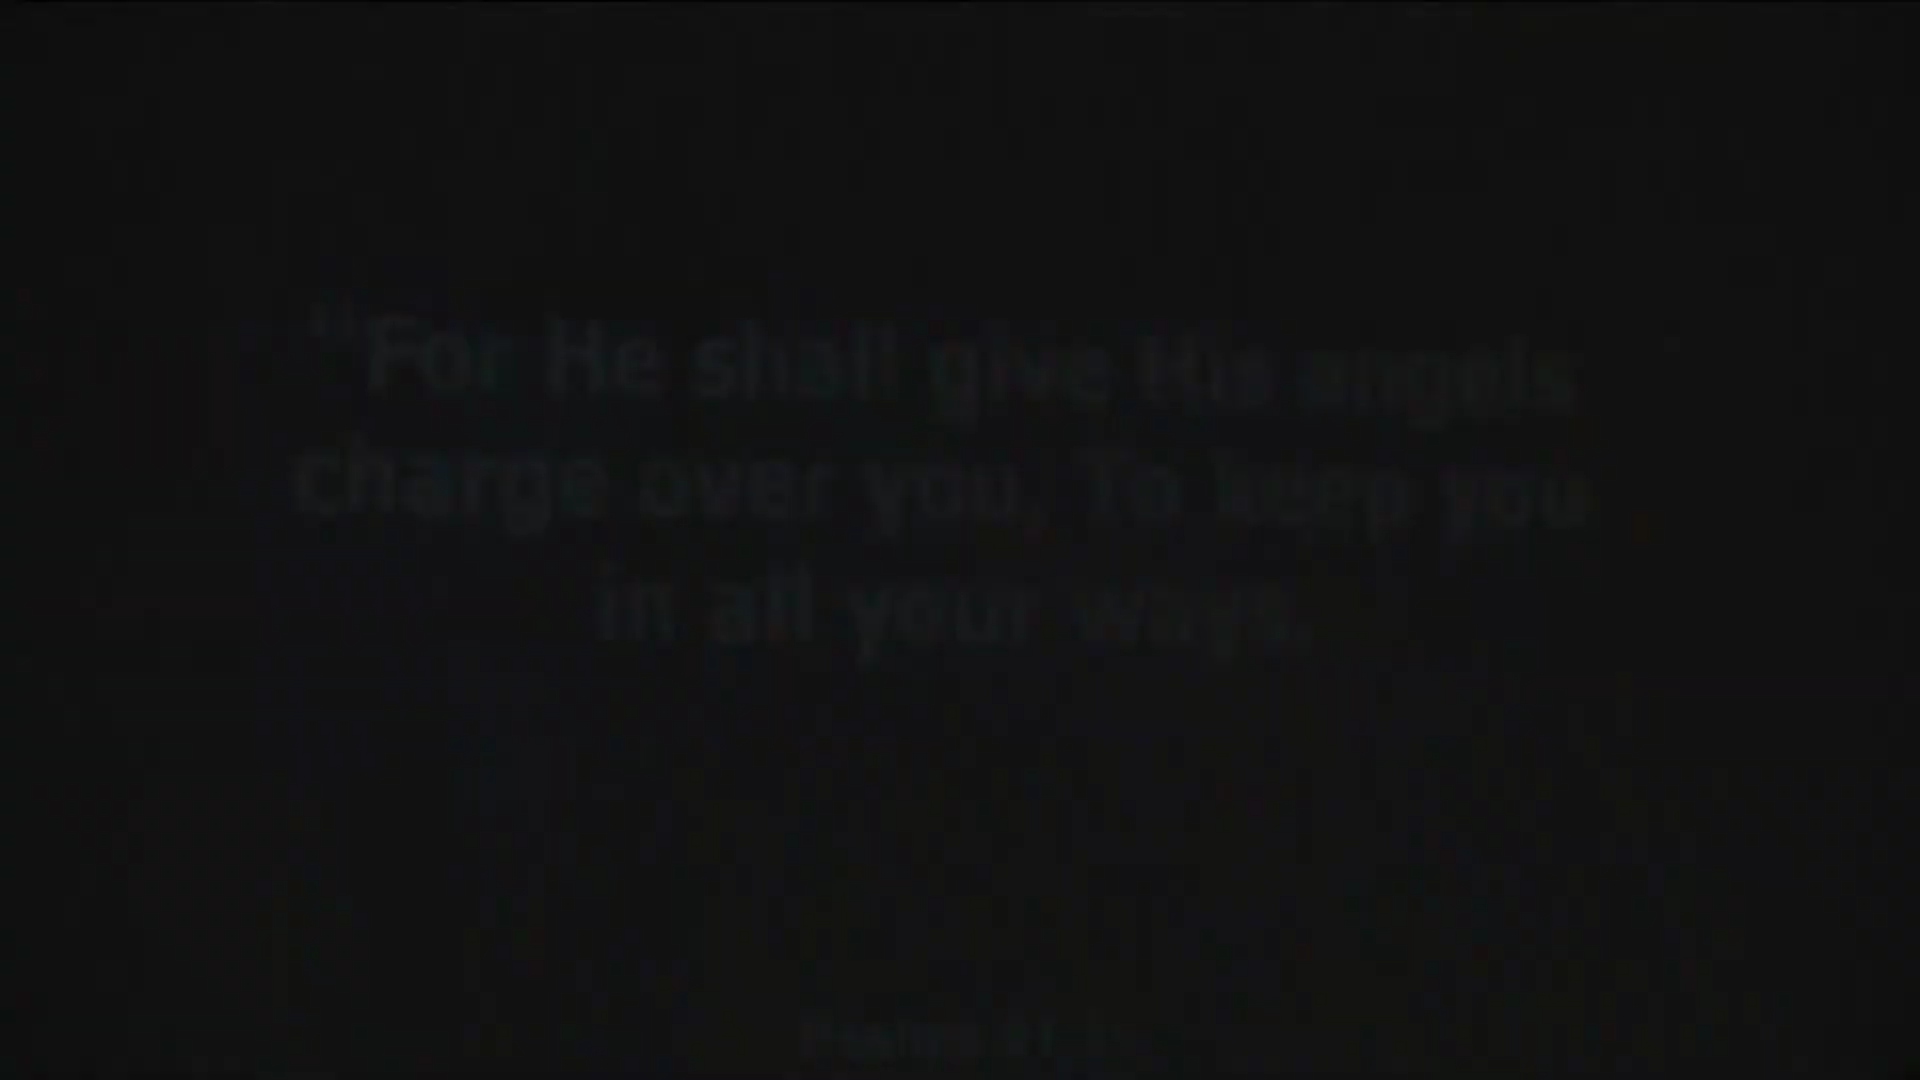 "For He shall give His angels
charge over you, To keep you
in all your ways.